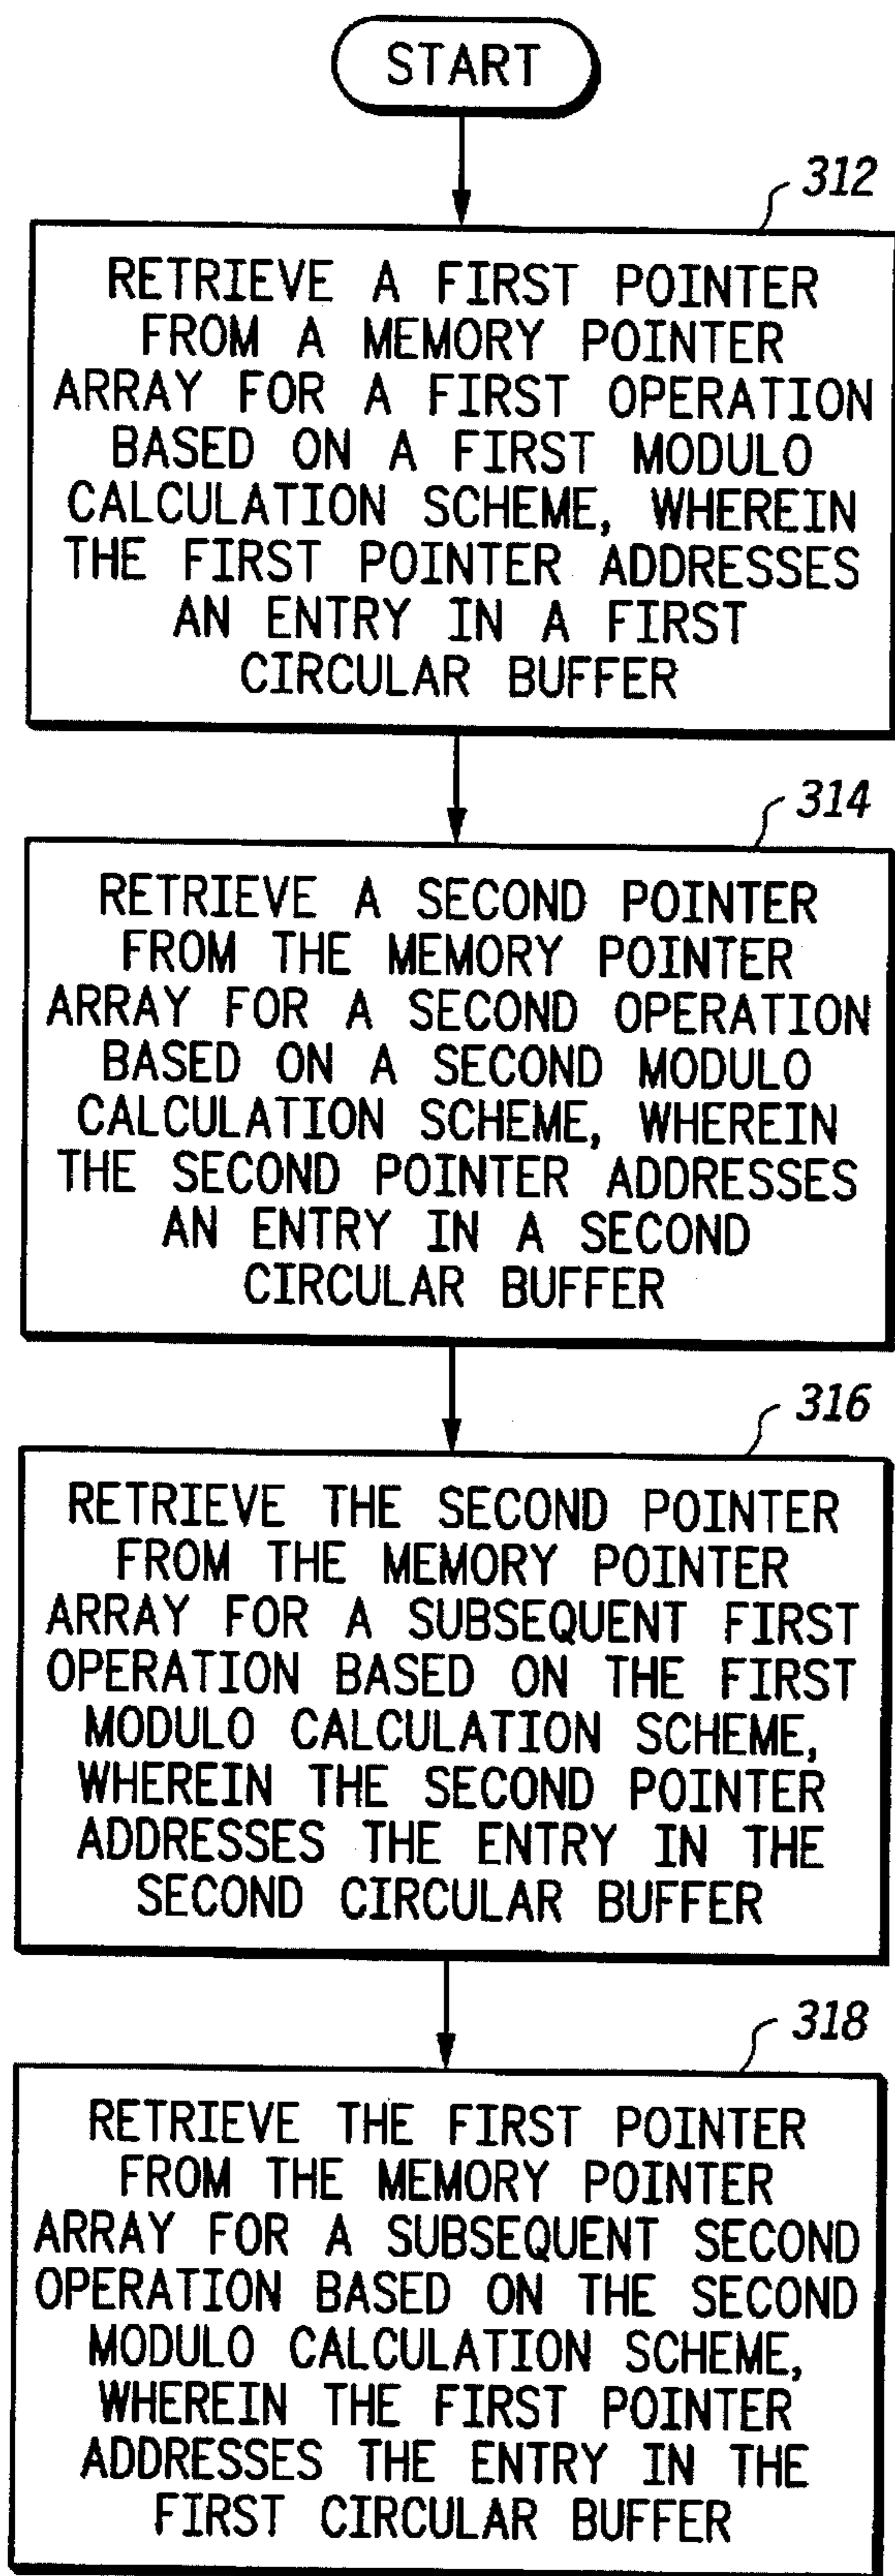 START
312
RETRIEVE A FIRST POINTER
FROM A MEMORY POINTER
ARRAY FOR A FIRST OPERATION
BASED ON A FIRST MODULO
CALCULATION SCHEME, WHEREIN
THE FIRST POINTER ADDRESSES
AN ENTRY IN A FIRST
CIRCULAR BUFFER
314
RETRIEVE A SECOND POINTER
FROM THE MEMORY POINTER
ARRAY FOR A SECOND OPERATION
BASED ON A SECOND MODULO
CALCULATION SCHEME, WHEREIN
THE SECOND POINTER ADDRESSES
AN ENTRY IN A SECOND
CIRCULAR BUFFER
316
RETRIEVE THE SECOND POINTER
FROM THE MEMORY POINTER
ARRAY FOR A SUBSEQUENT FIRST
OPERATION BASED ON THE FIRST
MODULO CALCULATION SCHEME,
WHEREIN THE SECOND POINTER
ADDRESSES THE ENTRY IN THE
SECOND CIRCULAR BUFFER
318
RETRIEVE THE FIRST POINTER
FROM THE MEMORY POINTER
ARRAY FOR A SUBSEQUENT SECOND
OPERATION BASED ON THE SECOND
MODULO CALCULATION SCHEME,
WHEREIN THE FIRST POINTER
ADDRESSES THE ENTRY IN THE
FIRST CIRCULAR BUFFER